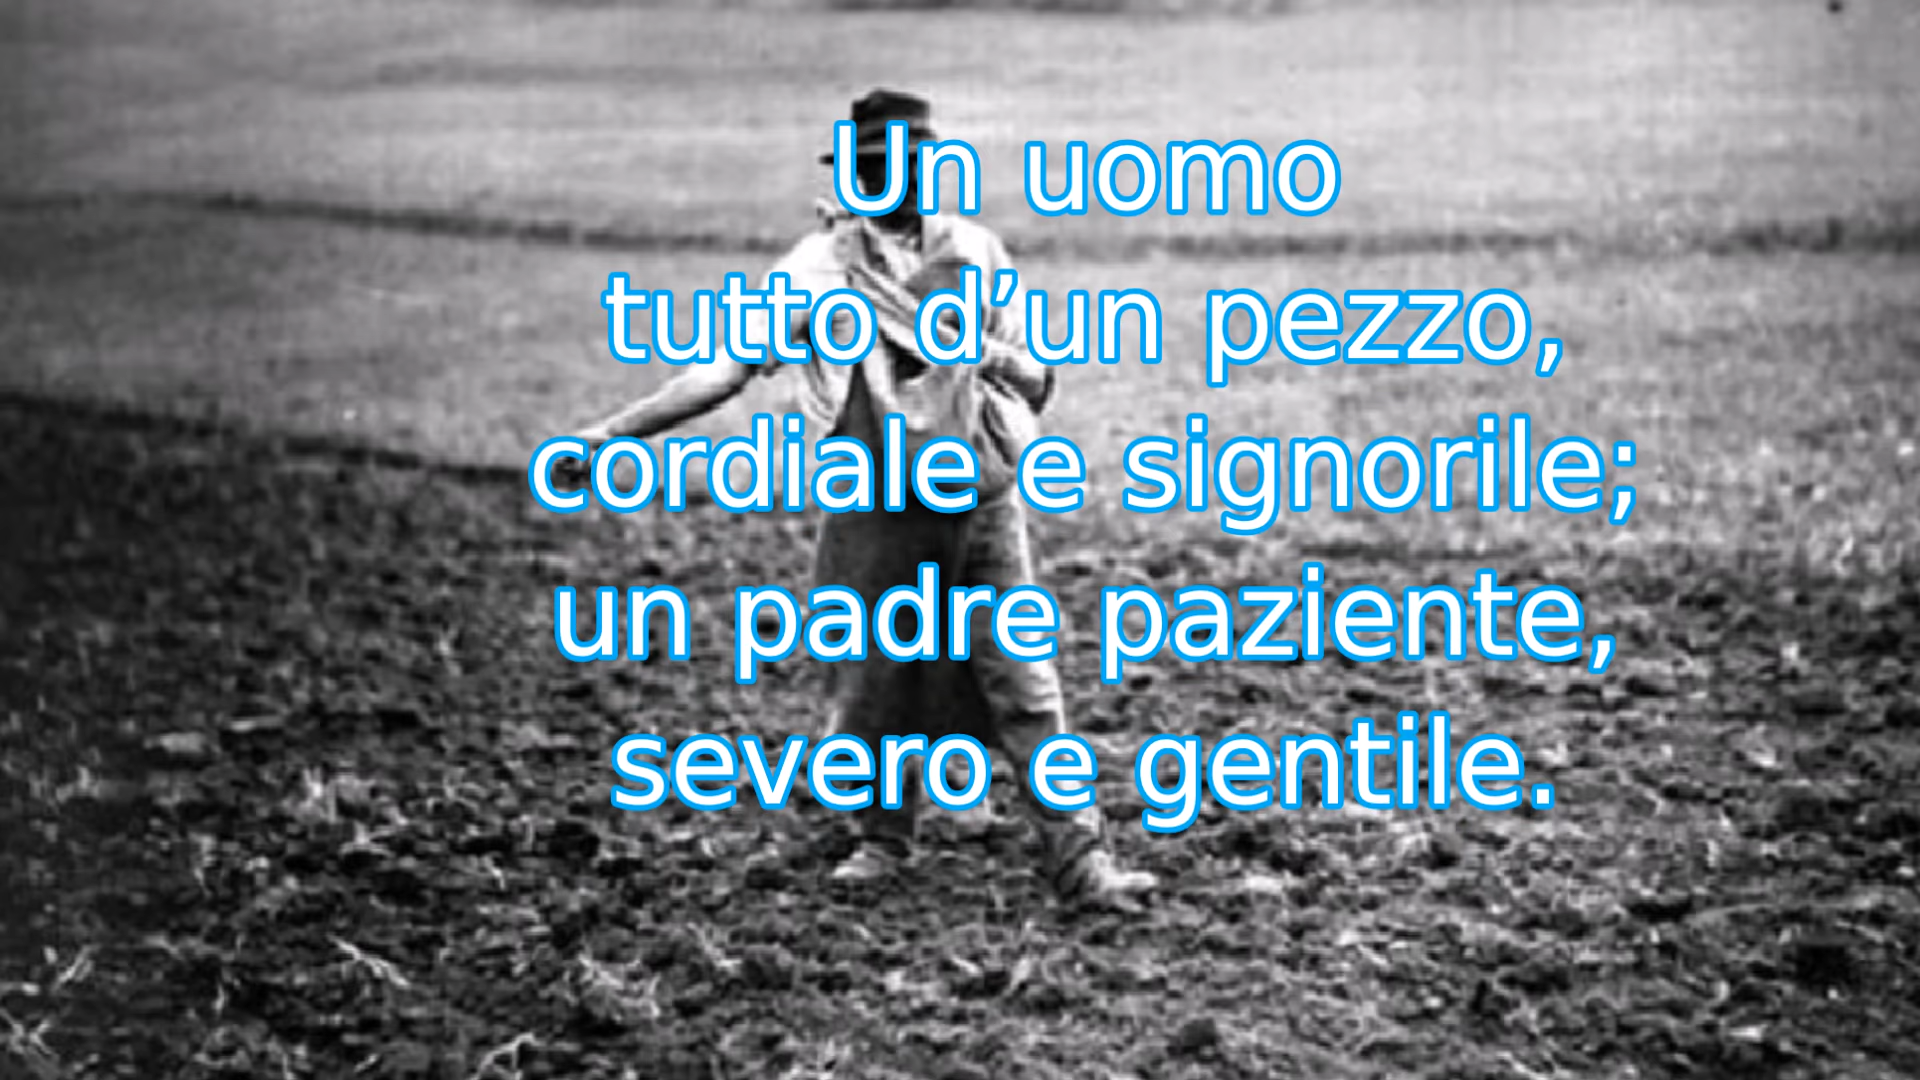 Un uomo
tutto d’un pezzo,
cordiale e signorile;
un padre paziente,
severo e gentile.